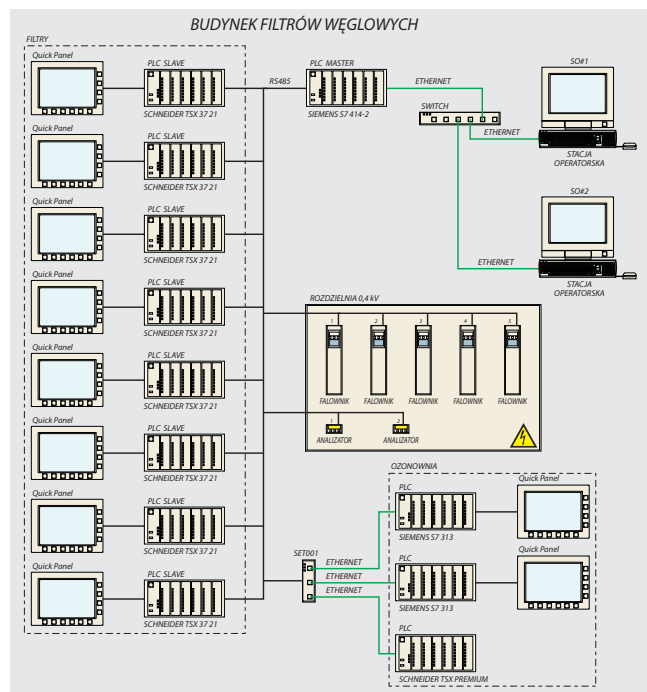 BUDYNEK FILTRÓW WĘGLOWYCH
FILTRY
Quick Panel
PLC SLAVE
SCHNEIDER TSX 37 21
Quick Panel
PLC SLAVE
SCHNEIDER TSX 37 21
Quick Panel
PLC SLAVE
SCHNEIDER TSX 37 21
Quick Panel
PLC SLAVE
SCHNEIDER TSX 37 21
Quick Panel
PLC SLAVE
SCHNEIDER TSX 37 21
Quick Panel
PLC SLAVE
SCHNEIDER TSX 37 21
Quick Panel
PLC SLAVE
SCHNEIDER TSX 37 21
Quick Panel
PLC SLAVE
SCHNEIDER TSX 37 21
RS485
PLC MASTER
SIEMENS S7 414-2
ETHERNET
SWITCH
ETHERNET
SO#1
STACJA
OPERATORSKA
SO#2
ETHERNET
STACJA
OPERATORSKA
ROZDZIELNIA 0,4 kV
1 2 3 4 5
FALOWNIK FALOWNIK FALOWNIK FALOWNIK FALOWNIK
1 2
ANALIZATOR ANALIZATOR
OZONOWNIA
PLC
SIEMENS S7 313
Quick Panel
SET001
ETHERNET
ETHERNET
ETHERNET
PLC
SIEMENS S7 313
Quick Panel
PLC
SCHNEIDER TSX PREMIUM